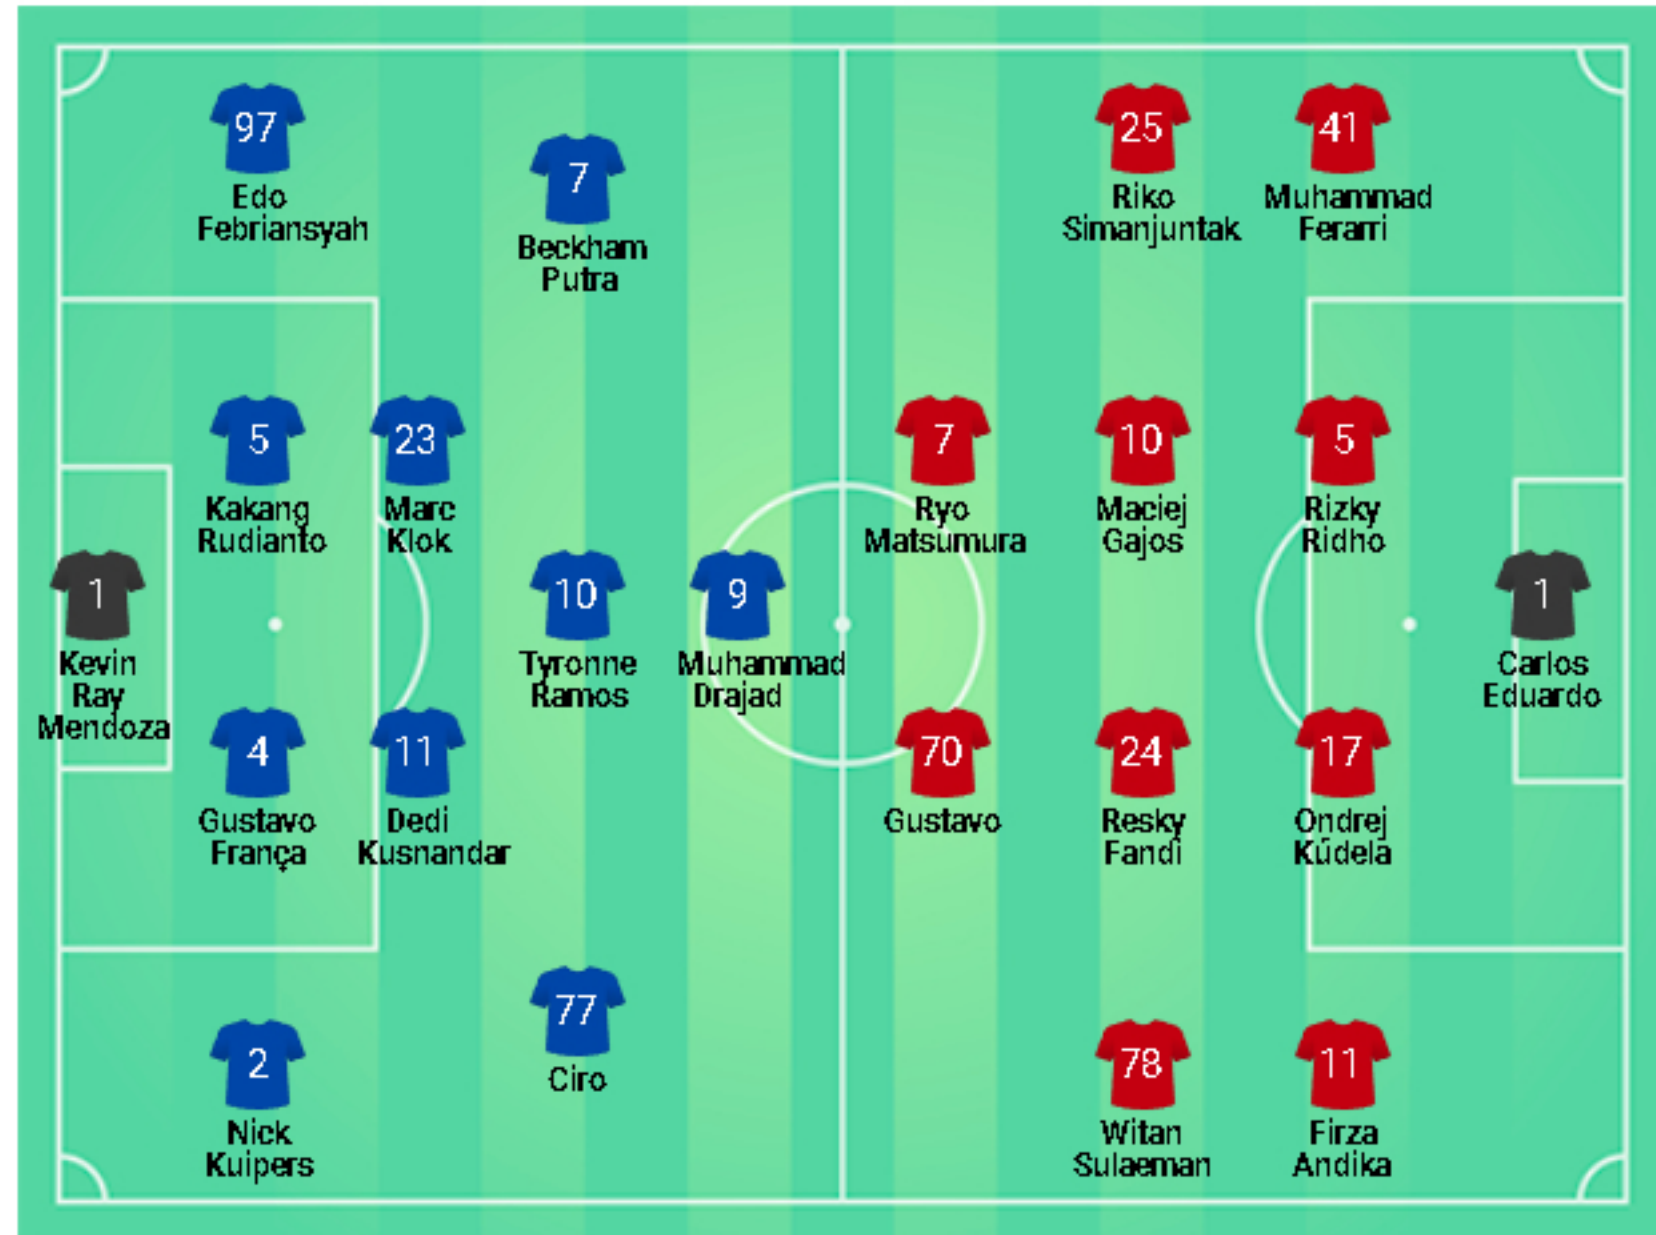 97
Edo
Febriansyah
7
Beckham
Putra
25
Riko
Simanjuntak
41
Muhammad
Ferarri
5
Kakang
Rudianto
23
Marc
Klok
7
Ryo
Matsumura
10
Maciej
Gajos
5
Rizky
Ridho
1
Kevin
Ray
Mendoza
10
Tyronne
Ramos
9
Muhammad
Drajad
1
Carlos
Eduardo
4
Gustavo
França
11
Dedi
Kusnandar
70
Gustavo
24
Resky
Fandi
17
Ondrej
Kúdela
77
Ciro
2
Nick
Kuipers
78
Witan
Sulaeman
11
Firza
Andika